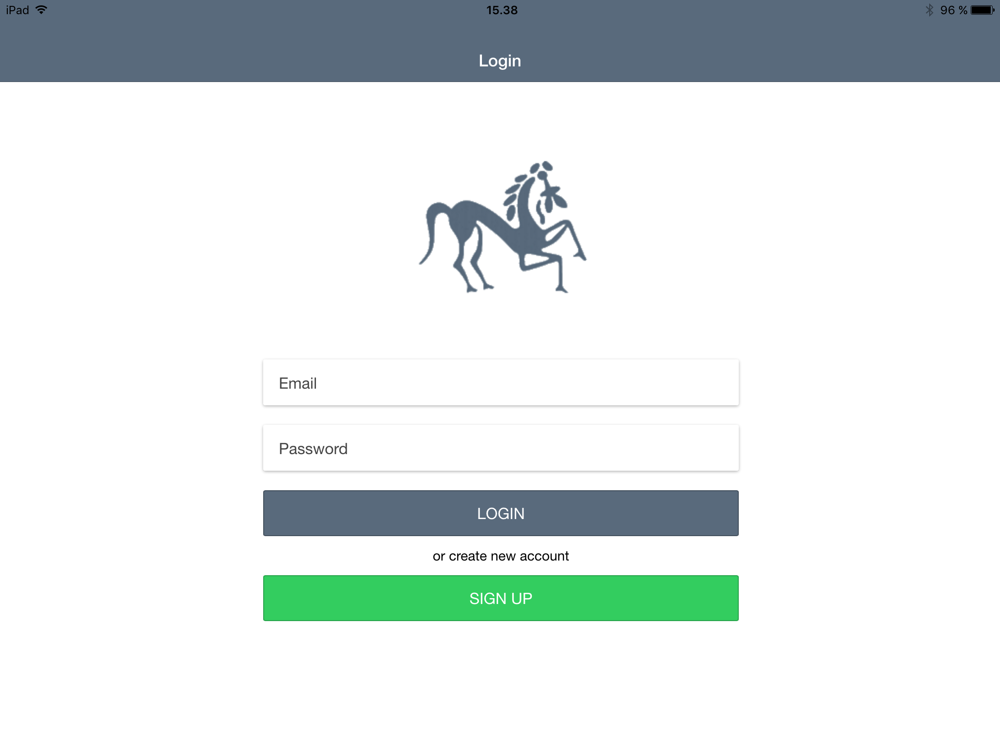 iPad 15.38 96 %
Login
Email
Password
LOGIN
or create new account
SIGN UP